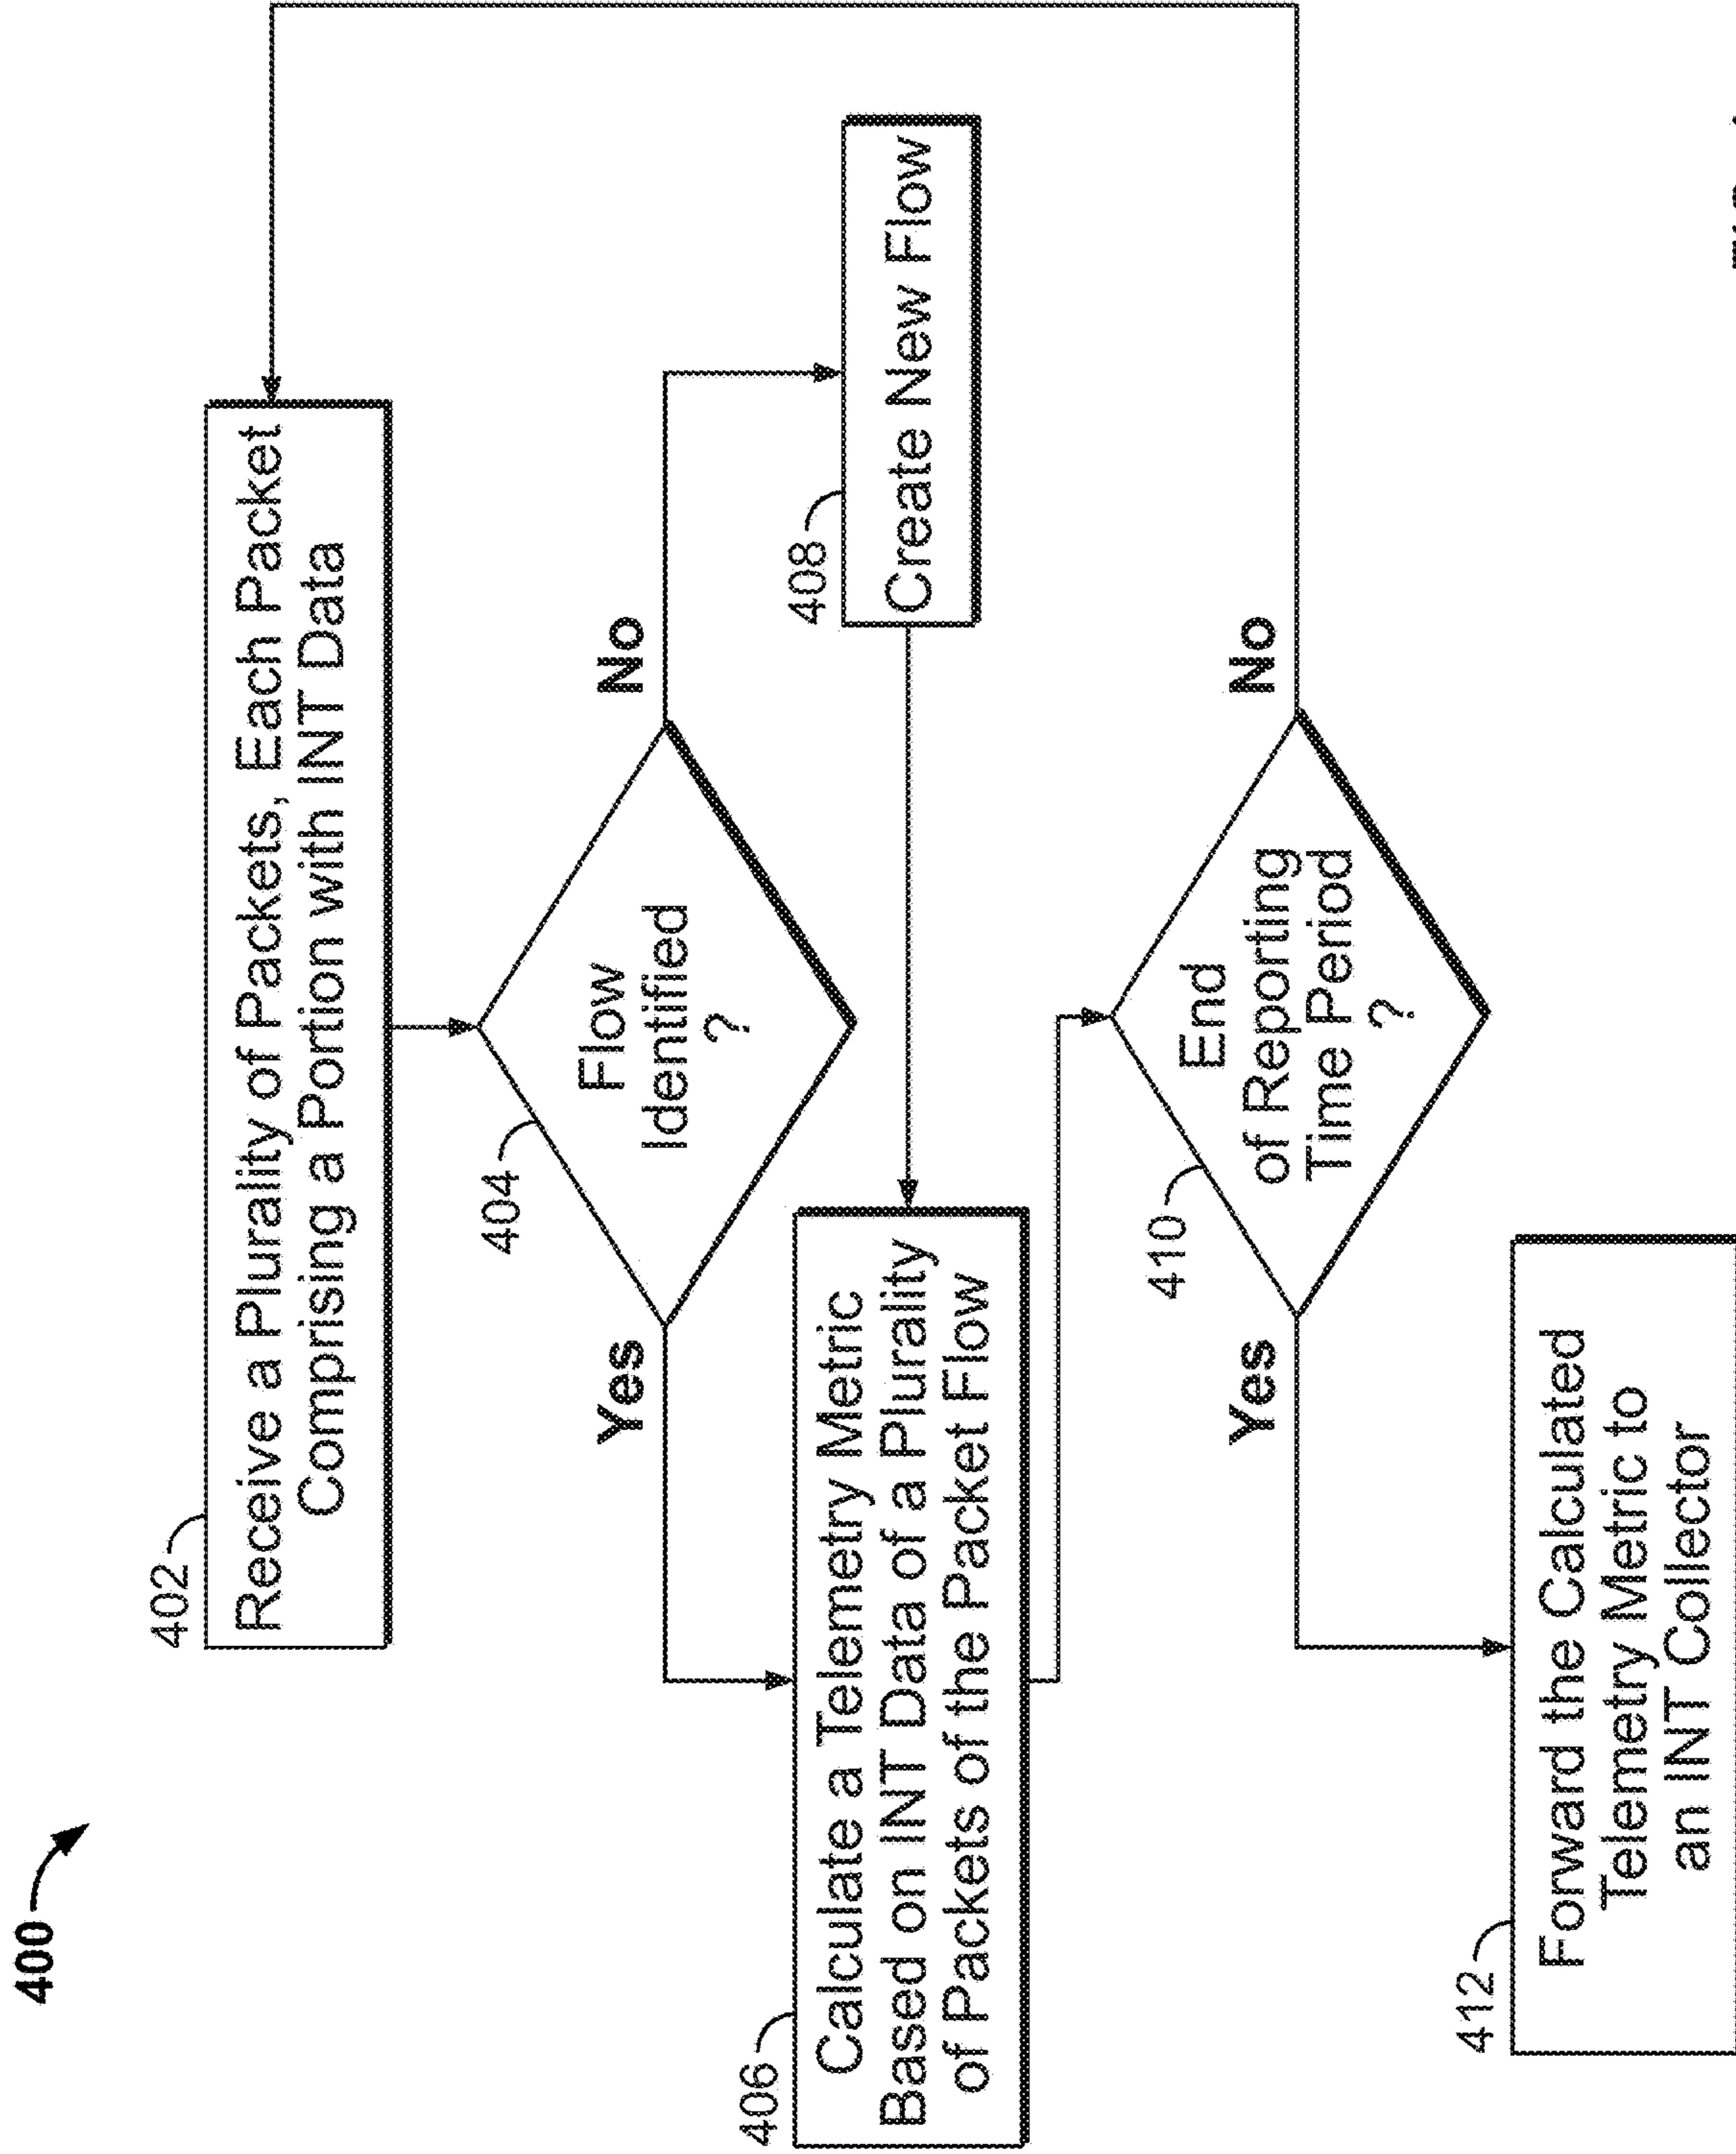 400
402
Receive a Plurality of Packets, Each Packet
Comprising a Portion with INT Data
404
Flow
Identified
?
Yes
No
406
Calculate a Telemetry Metric
Based on INT Data of a Plurality
of Packets of the Packet Flow
408
Create New Flow
410
End
of Reporting
Time Period
?
Yes
No
412
Forward the Calculated
Telemetry Metric to
an INT Collector